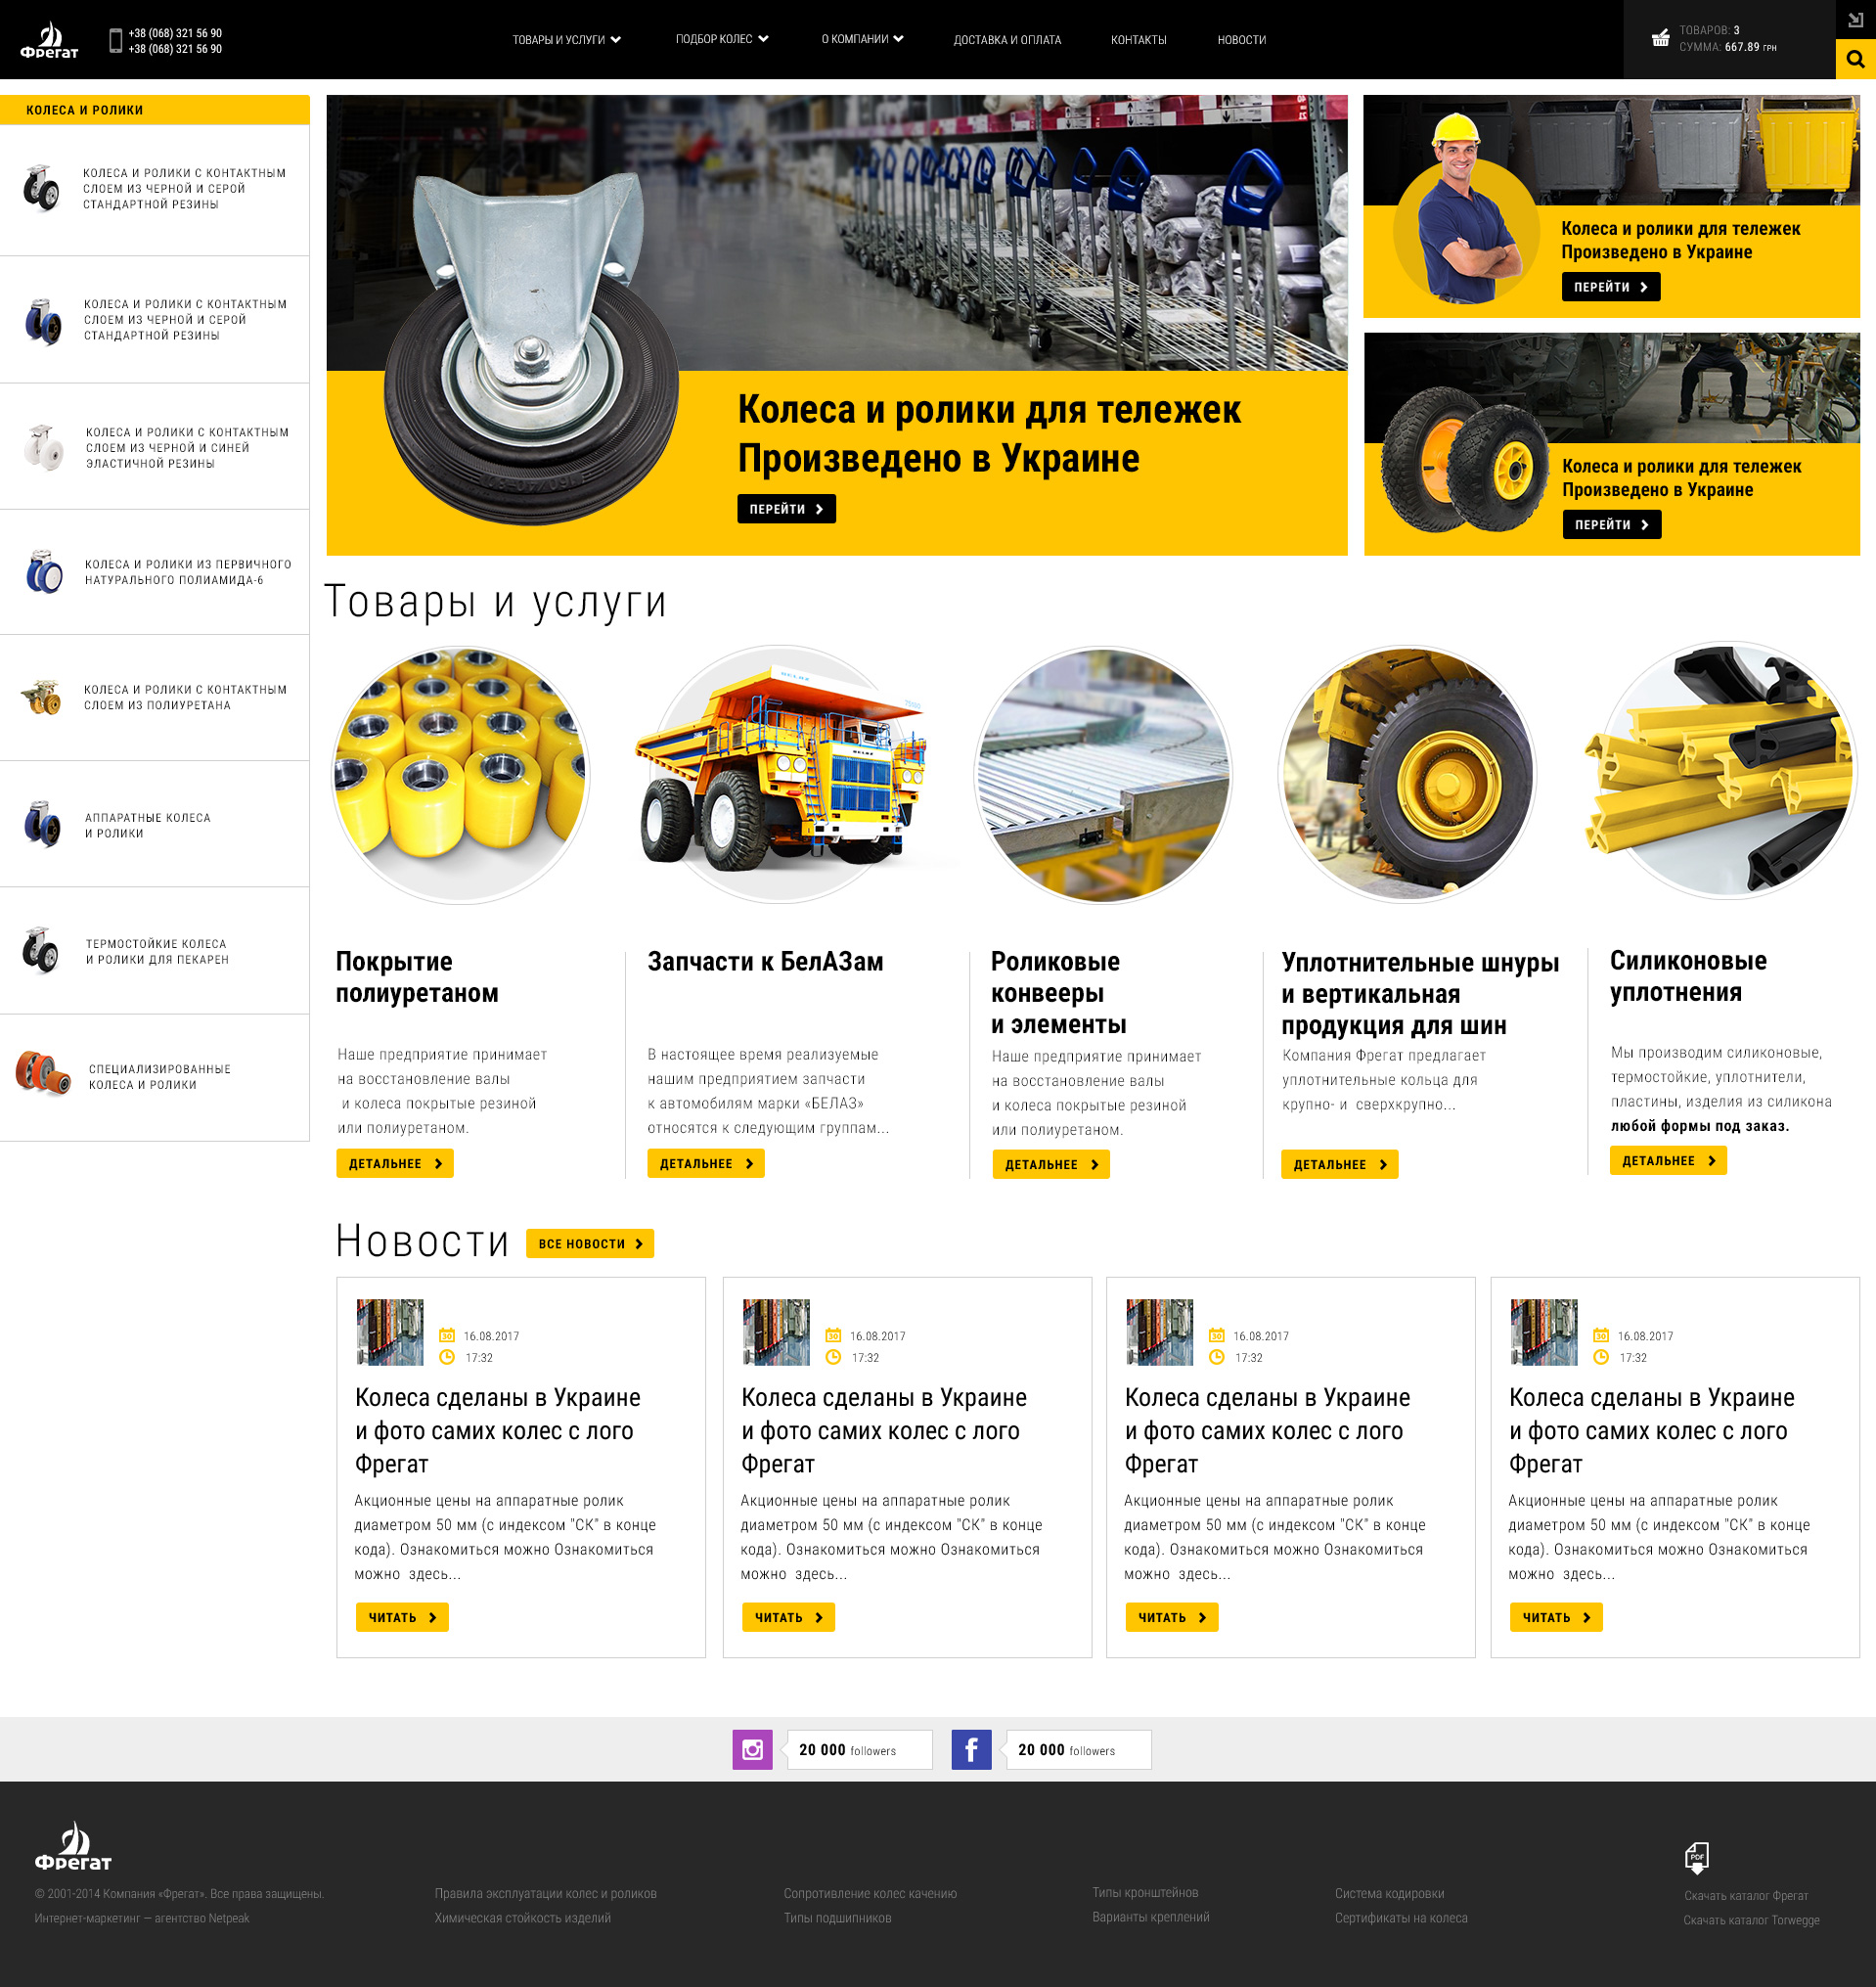 Фрегат
+38 (068) 321 56 90
+38 (068) 321 56 90
ТОВАРЫ И УСЛУГИ
ПОДБОР КОЛЕС
О КОМПАНИИ
ДОСТАВКА И ОПЛАТА
КОНТАКТЫ
НОВОСТИ
ТОВАРОВ: 3
СУММА: 667.89 ГРН
КОЛЕСА И РОЛИКИ
КОЛЕСА И РОЛИКИ С КОНТАКТНЫМ
СЛОЕМ ИЗ ЧЕРНОЙ И СЕРОЙ
СТАНДАРТНОЙ РЕЗИНЫ
КОЛЕСА И РОЛИКИ С КОНТАКТНЫМ
СЛОЕМ ИЗ ЧЕРНОЙ И СЕРОЙ
СТАНДАРТНОЙ РЕЗИНЫ
КОЛЕСА И РОЛИКИ С КОНТАКТНЫМ
СЛОЕМ ИЗ ЧЕРНОЙ И СИНЕЙ
ЭЛАСТИЧНОЙ РЕЗИНЫ
КОЛЕСА И РОЛИКИ ИЗ ПЕРВИЧНОГО
НАТУРАЛЬНОГО ПОЛИАМИДА-6
КОЛЕСА И РОЛИКИ С КОНТАКТНЫМ
СЛОЕМ ИЗ ПОЛИУРЕТАНА
АППАРАТНЫЕ КОЛЕСА
И РОЛИКИ
ТЕРМОСТОЙКИЕ КОЛЕСА
И РОЛИКИ ДЛЯ ПЕКАРЕН
СПЕЦИАЛИЗИРОВАННЫЕ
КОЛЕСА И РОЛИКИ
Колеса и ролики для тележек
Произведено в Украине
ПЕРЕЙТИ
Колеса и ролики для тележек
Произведено в Украине
ПЕРЕЙТИ
Колеса и ролики для тележек
Произведено в Украине
ПЕРЕЙТИ
Товары и услуги
Покрытие
полиуретаном
Наше предприятие принимает
на восстановление валы
и колеса покрытые резиной
или полиуретаном.
ДЕТАЛЬНЕЕ
Запчасти к БелАЗам
В настоящее время реализуемые
нашим предприятием запчасти
к автомобилям марки «БЕЛАЗ»
относятся к следующим группам...
ДЕТАЛЬНЕЕ
Роликовые
конвееры
и элементы
Наше предприятие принимает
на восстановление валы
и колеса покрытые резиной
или полиуретаном.
ДЕТАЛЬНЕЕ
Уплотнительные шнуры
и вертикальная
продукция для шин
Компания Фрегат предлагает
уплотнительные кольца для
крупно- и  сверхкрупно...
ДЕТАЛЬНЕЕ
Силиконовые
уплотнения
Мы производим силиконовые,
термостойкие, уплотнители,
пластины, изделия из силикона
любой формы под заказ.
ДЕТАЛЬНЕЕ
Новости
ВСЕ НОВОСТИ
30 16.08.2017
17:32
Колеса сделаны в Украине
и фото самих колес с лого
Фрегат
Акционные цены на аппаратные ролик
диаметром 50 мм (с индексом "СК" в конце
кода). Ознакомиться можно Ознакомиться
можно  здесь...
ЧИТАТЬ
30 16.08.2017
17:32
Колеса сделаны в Украине
и фото самих колес с лого
Фрегат
Акционные цены на аппаратные ролик
диаметром 50 мм (с индексом "СК" в конце
кода). Ознакомиться можно Ознакомиться
можно  здесь...
ЧИТАТЬ
30 16.08.2017
17:32
Колеса сделаны в Украине
и фото самих колес с лого
Фрегат
Акционные цены на аппаратные ролик
диаметром 50 мм (с индексом "СК" в конце
кода). Ознакомиться можно Ознакомиться
можно  здесь...
ЧИТАТЬ
30 16.08.2017
17:32
Колеса сделаны в Украине
и фото самих колес с лого
Фрегат
Акционные цены на аппаратные ролик
диаметром 50 мм (с индексом "СК" в конце
кода). Ознакомиться можно Ознакомиться
можно  здесь...
ЧИТАТЬ
20 000 followers
20 000 followers
Фрегат
© 2001-2014 Компания «Фрегат». Все права защищены.
Интернет-маркетинг — агентство Netpeak
Правила эксплуатации колес и роликов
Химическая стойкость изделий
Сопротивление колес качению
Типы подшипников
Типы кронштейнов
Варианты креплений
Система кодировки
Сертификаты на колеса
PDF
Скачать каталог Фрегат
Скачать каталог Torwegge